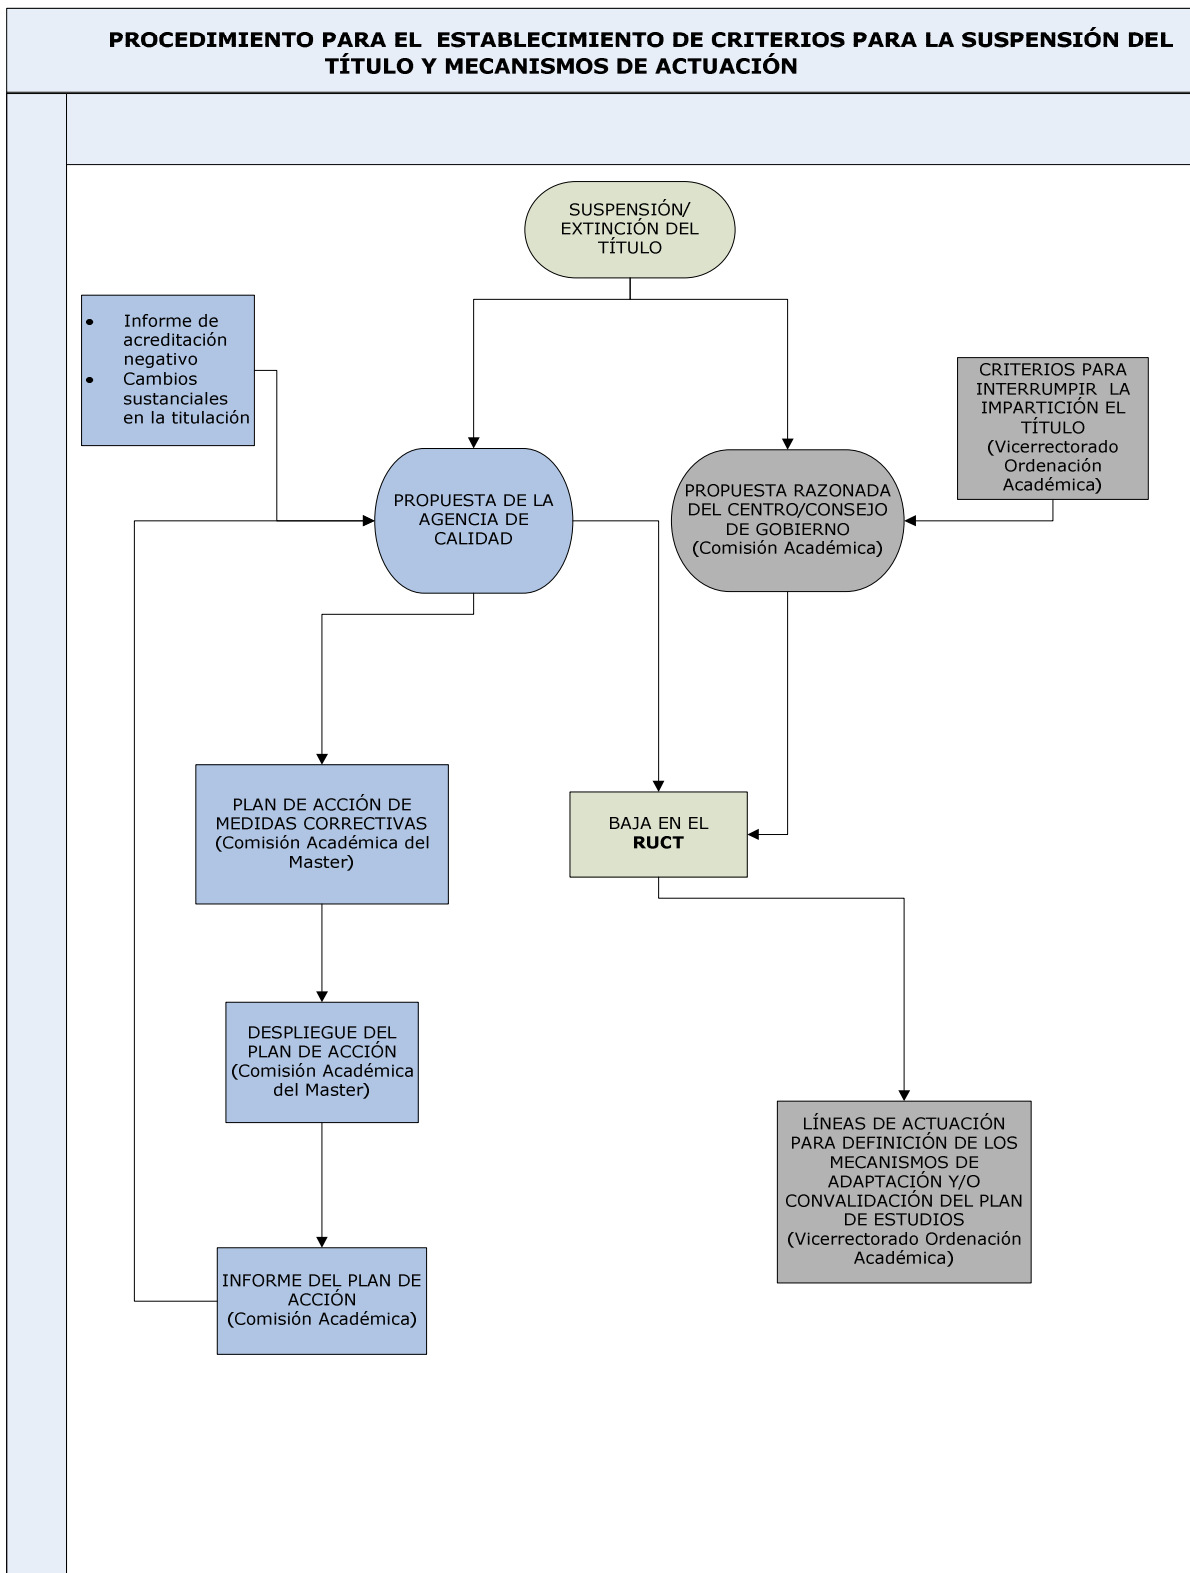 PROCEDIMIENTO PARA EL ESTABLECIMIENTO DE CRITERIOS PARA LA SUSPENSIÓN DEL
TÍTULO Y MECANISMOS DE ACTUACIÓN
SUSPENSIÓN/
EXTINCIÓN DEL
TÍTULO
• Informe de
acreditación
negativo
• Cambios
sustanciales
en la titulación
CRITERIOS PARA
INTERRUMPIR LA
IMPARTICIÓN EL
TÍTULO
(Vicerrectorado
Ordenación
Académica)
PROPUESTA DE LA
AGENCIA DE
CALIDAD
PROPUESTA RAZONADA
DEL CENTRO/CONSEJO
DE GOBIERNO
(Comisión Académica)
PLAN DE ACCIÓN DE
MEDIDAS CORRECTIVAS
(Comisión Académica del
Master)
BAJA EN EL
RUCT
DESPLIEGUE DEL
PLAN DE ACCIÓN
(Comisión Académica
del Master)
LÍNEAS DE ACTUACIÓN
PARA DEFINICIÓN DE LOS
MECANISMOS DE
ADAPTACIÓN Y/O
CONVALIDACIÓN DEL PLAN
DE ESTUDIOS
(Vicerrectorado Ordenación
Académica)
INFORME DEL PLAN DE
ACCIÓN
(Comisión Académica)